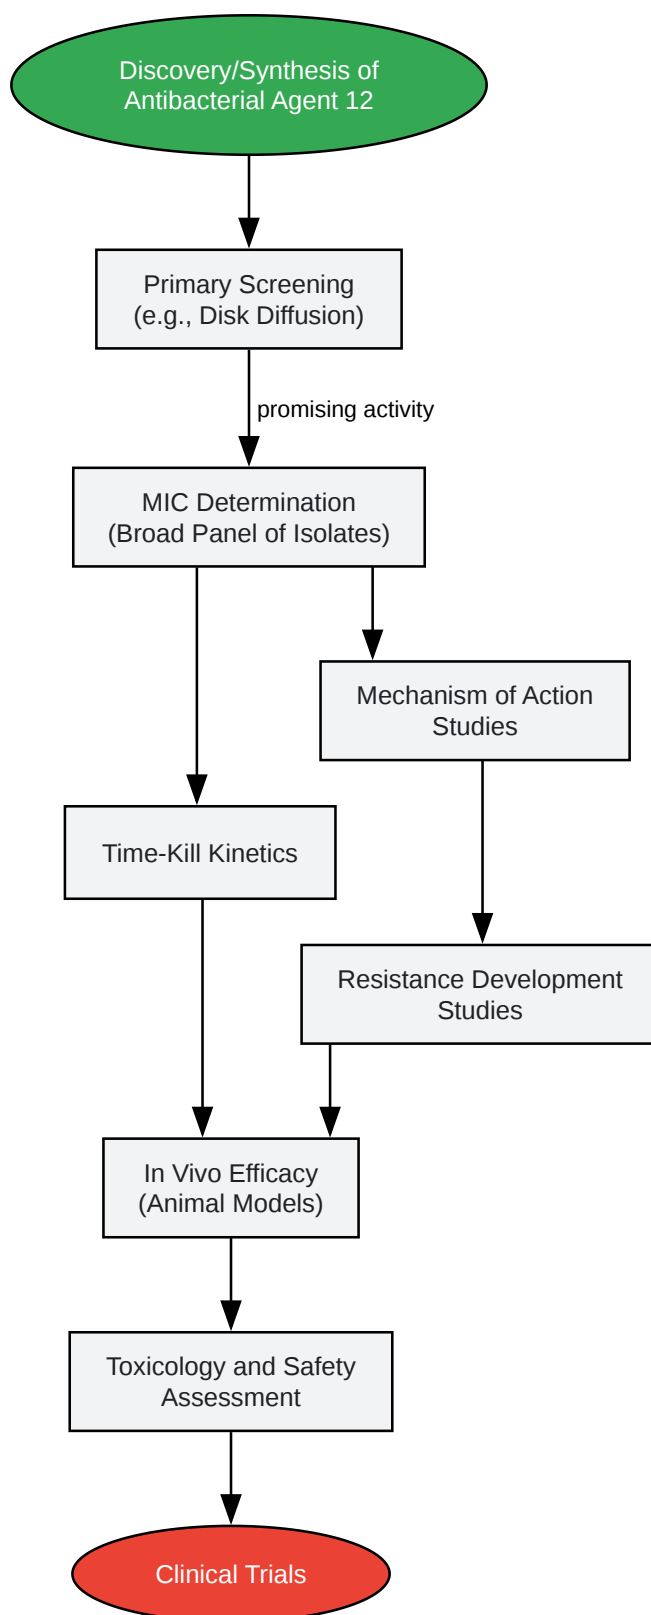 Discovery/Synthesis of
Antibacterial Agent 12
Primary Screening
(e.g., Disk Diffusion)
promising activity
MIC Determination
(Broad Panel of Isolates)
Mechanism of Action
Studies
Time-Kill Kinetics
Resistance Development
Studies
In Vivo Efficacy
(Animal Models)
Toxicology and Safety
Assessment
Clinical Trials